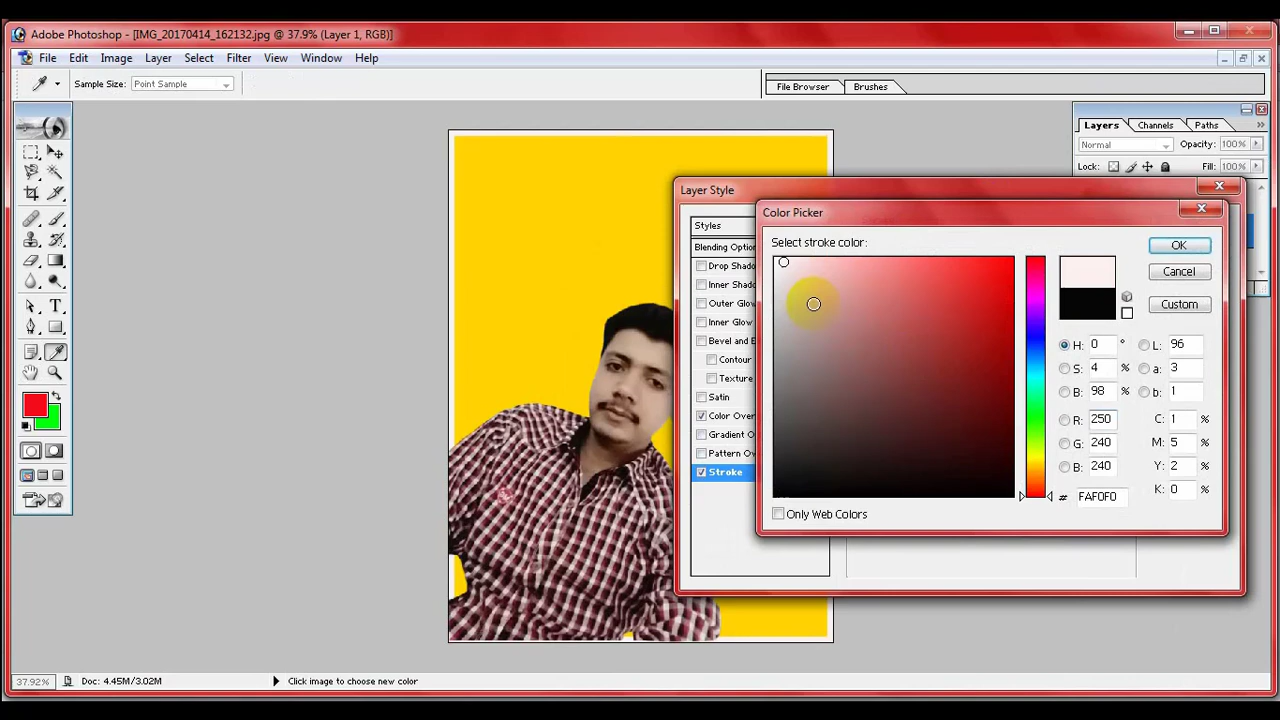 Adobe Photoshop - [IMG_20170414_162132.jpg @ 37.9% (Layer 1, RGB)]
File Edit Image Layer Select Filter View Window Help
Sample Size: Point Sample
File Browser Brushes
Layers Channels Paths
Normal Opacity: 100%
Lock: Fill: 100%
Layer Style
Styles
Blending Optio
Drop Shado
Inner Shado
Outer Glow
Inner Glow
Bevel and E
Contour
Texture
Satin
Color Over
Gradient O
Pattern Ov
Stroke
Color Picker
Select stroke color:
OK
Cancel
Custom
H: 0 ° L: 96
S: 4 % a: 3
B: 98 % b: 1
R: 250 C: 1 %
G: 240 M: 5 %
B: 240 Y: 2 %
# FAF0F0 K: 0 %
Only Web Colors
37.92% Doc: 4.45M/3.02M Click image to choose new color